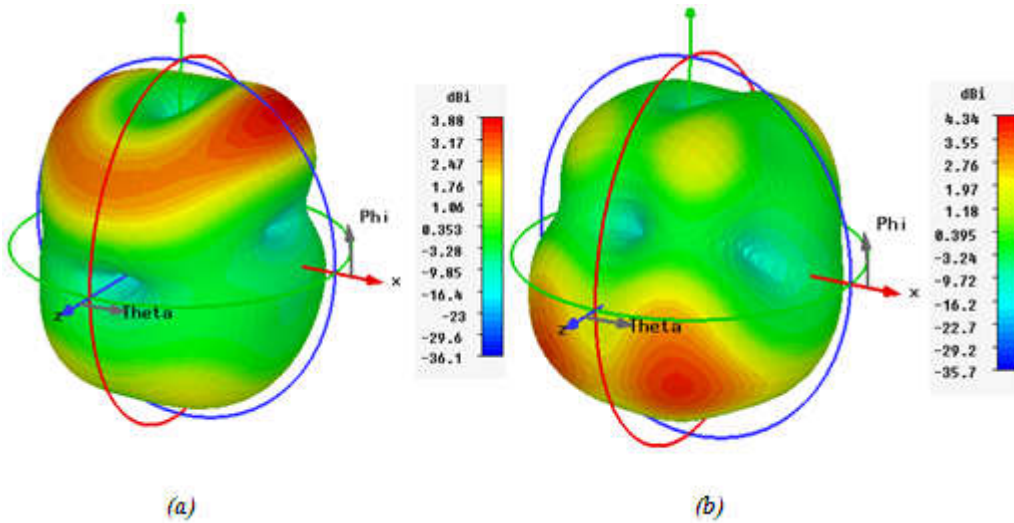 dBi
3.88
3.17
2.47
1.76
1.06
0.353
-3.28
-9.85
-16.4
-23
-29.6
-36.1
Phi
x
z
Theta
(a)
dBi
4.34
3.55
2.76
1.97
1.18
0.395
-3.24
-9.72
-16.2
-22.7
-29.2
-35.7
Phi
x
z
Theta
(b)